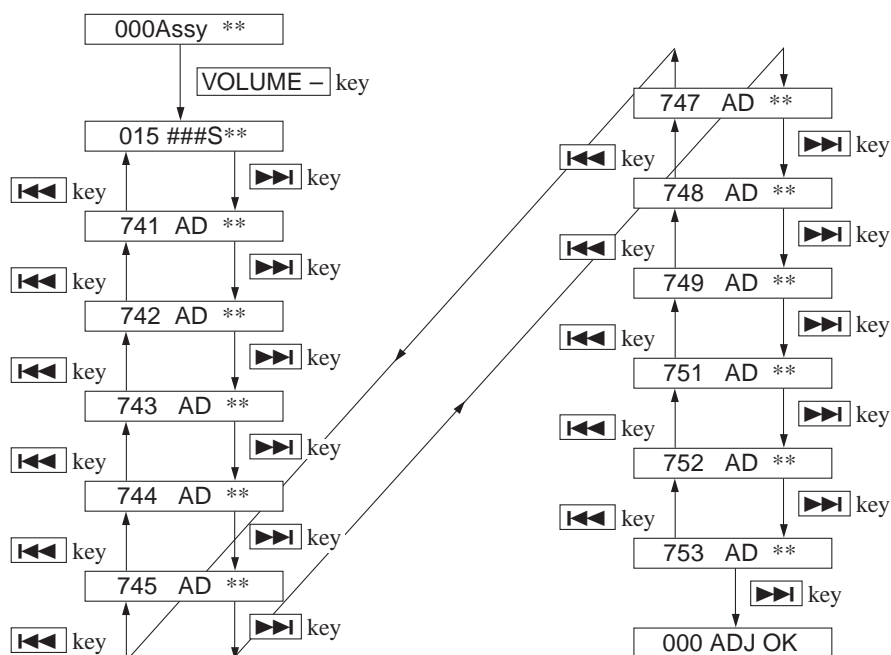 000Assy **
VOLUME – key
015 ###S**
key
key
741 AD **
key
key
742 AD **
key
key
743 AD **
key
key
744 AD **
key
key
745 AD **
key
key
747 AD **
key
key
748 AD **
key
key
749 AD **
key
key
751 AD **
key
key
752 AD **
key
key
753 AD **
key
000 ADJ OK